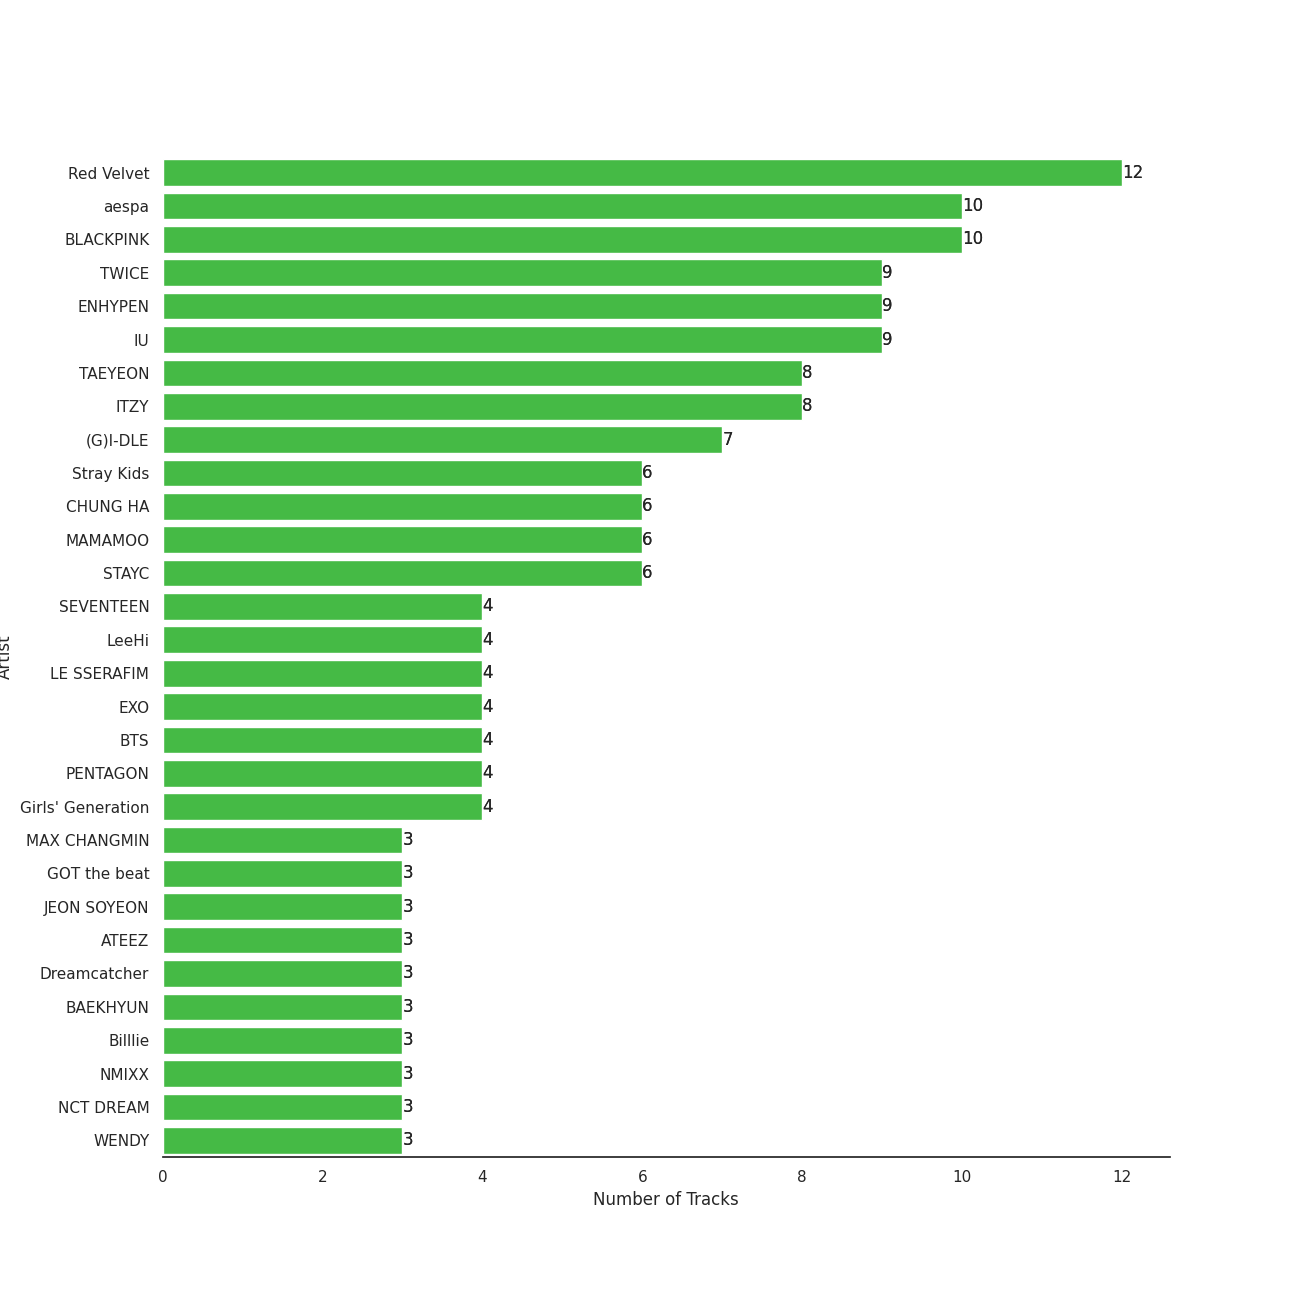 Red Velvet 12
aespa 10
BLACKPINK 10
TWICE 9
ENHYPEN 9
IU 9
TAEYEON 8
ITZY 8
(G)I-DLE 7
Stray Kids 6
CHUNG HA 6
MAMAMOO 6
STAYC 6
SEVENTEEN 4
LeeHi 4
LE SSERAFIM 4
EXO 4
BTS 4
PENTAGON 4
Girls' Generation 4
MAX CHANGMIN 3
GOT the beat 3
JEON SOYEON 3
ATEEZ 3
Dreamcatcher 3
BAEKHYUN 3
Billlie 3
NMIXX 3
NCT DREAM 3
WENDY 3
Artist
0 2 4 6 8 10 12
Number of Tracks